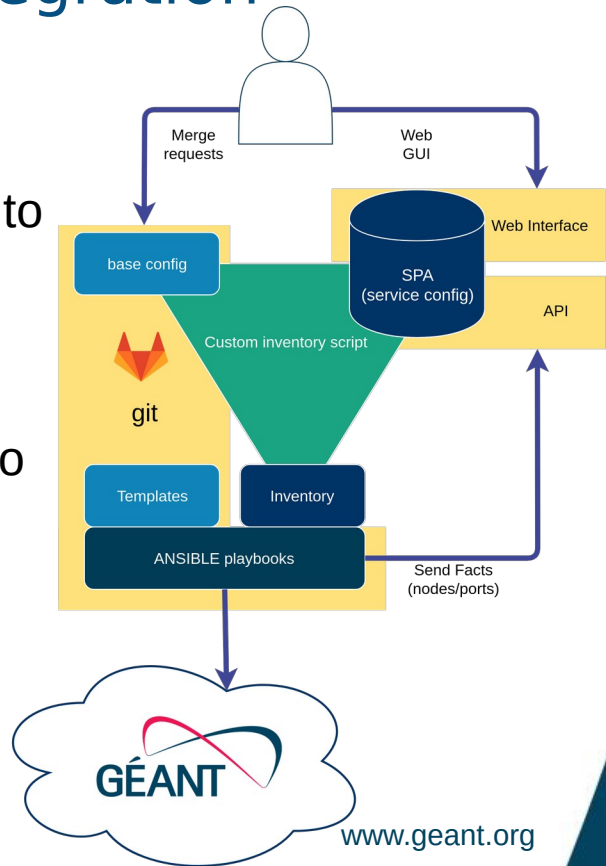 Merge
requests
Web
GUI
to
base config
SPA
(service config)
Web Interface
API
Custom inventory script
git
Templates
Inventory
ANSIBLE playbooks
Send Facts
(nodes/ports)
GÉANT
www.geant.org